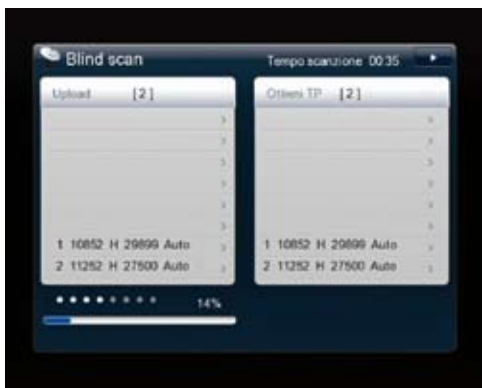 Blind scan
Tempo scanzione 00:35
Upload [2]
1 10852 H 29899 Auto
2 11252 H 27500 Auto
Ottieni TP [2]
1 10852 H 29899 Auto
2 11252 H 27500 Auto
14%